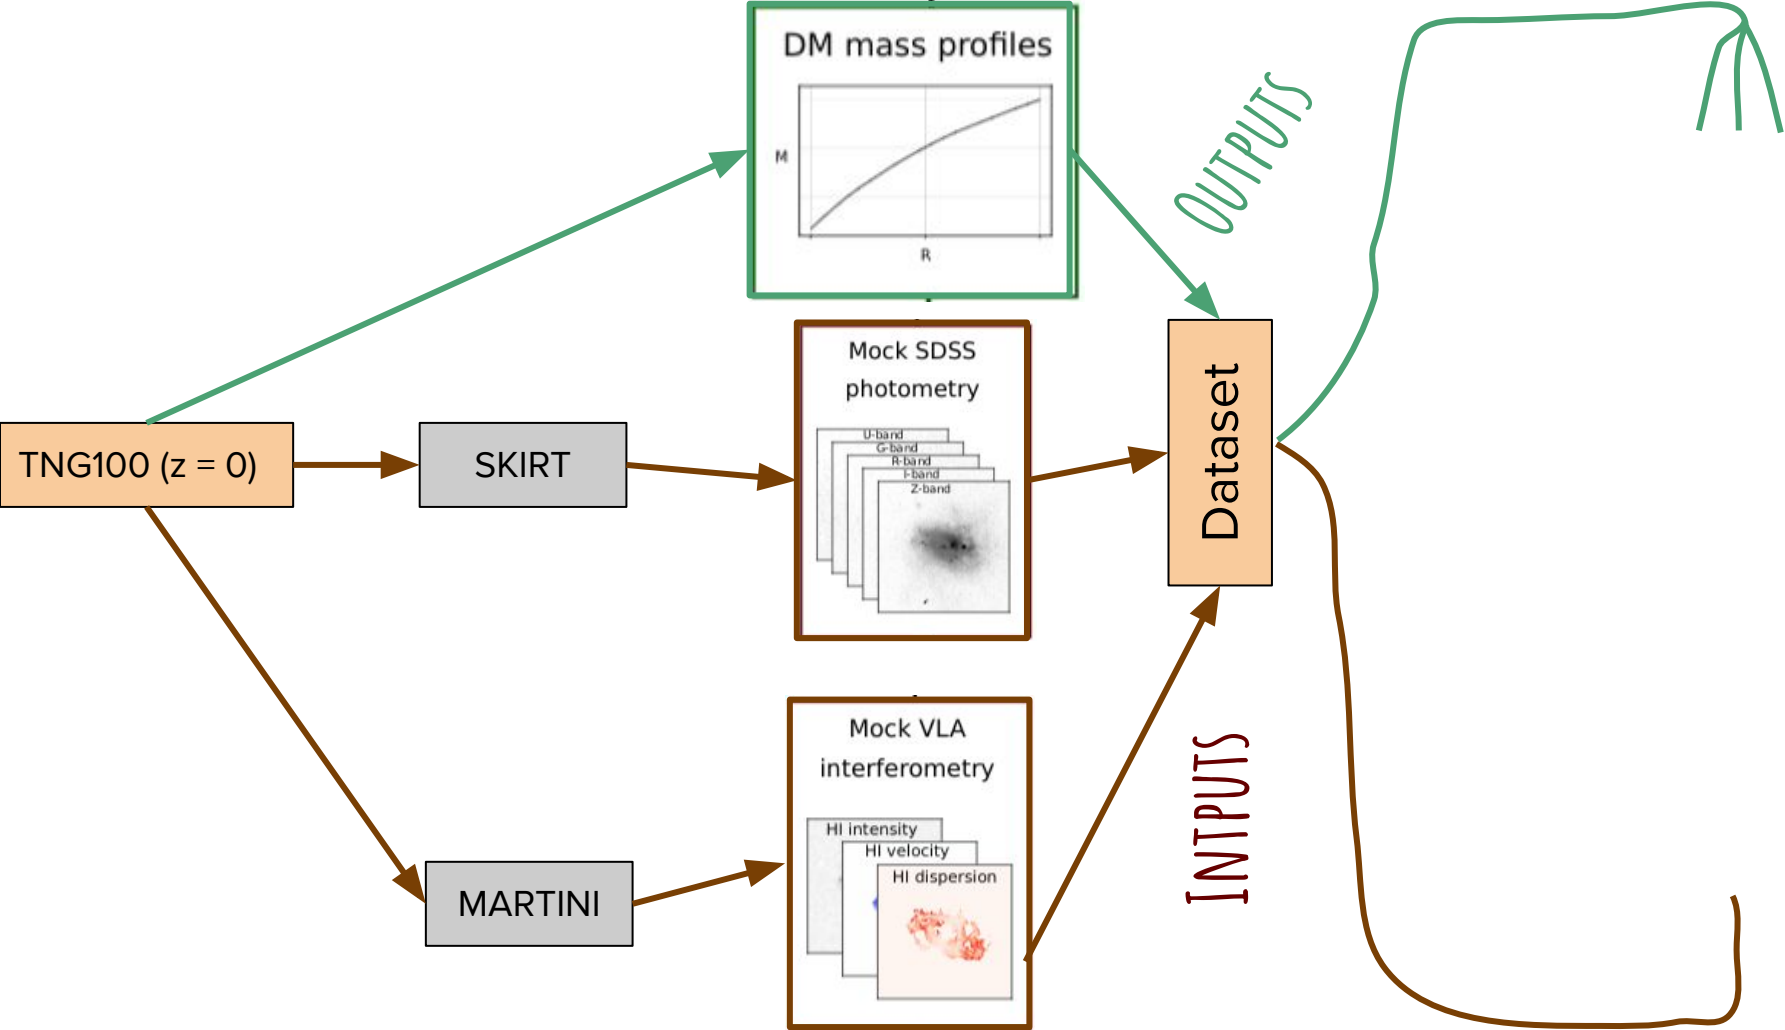 DM mass profiles
M
R
OUTPUTS
Mock SDSS
photometry
U-band
G-band
R-band
I-band
Z-band
TNG100 (z = 0)
SKIRT
Dataset
Mock VLA
interferometry
HI intensity
HI velocity
HI dispersion
MARTINI
INTPUTS